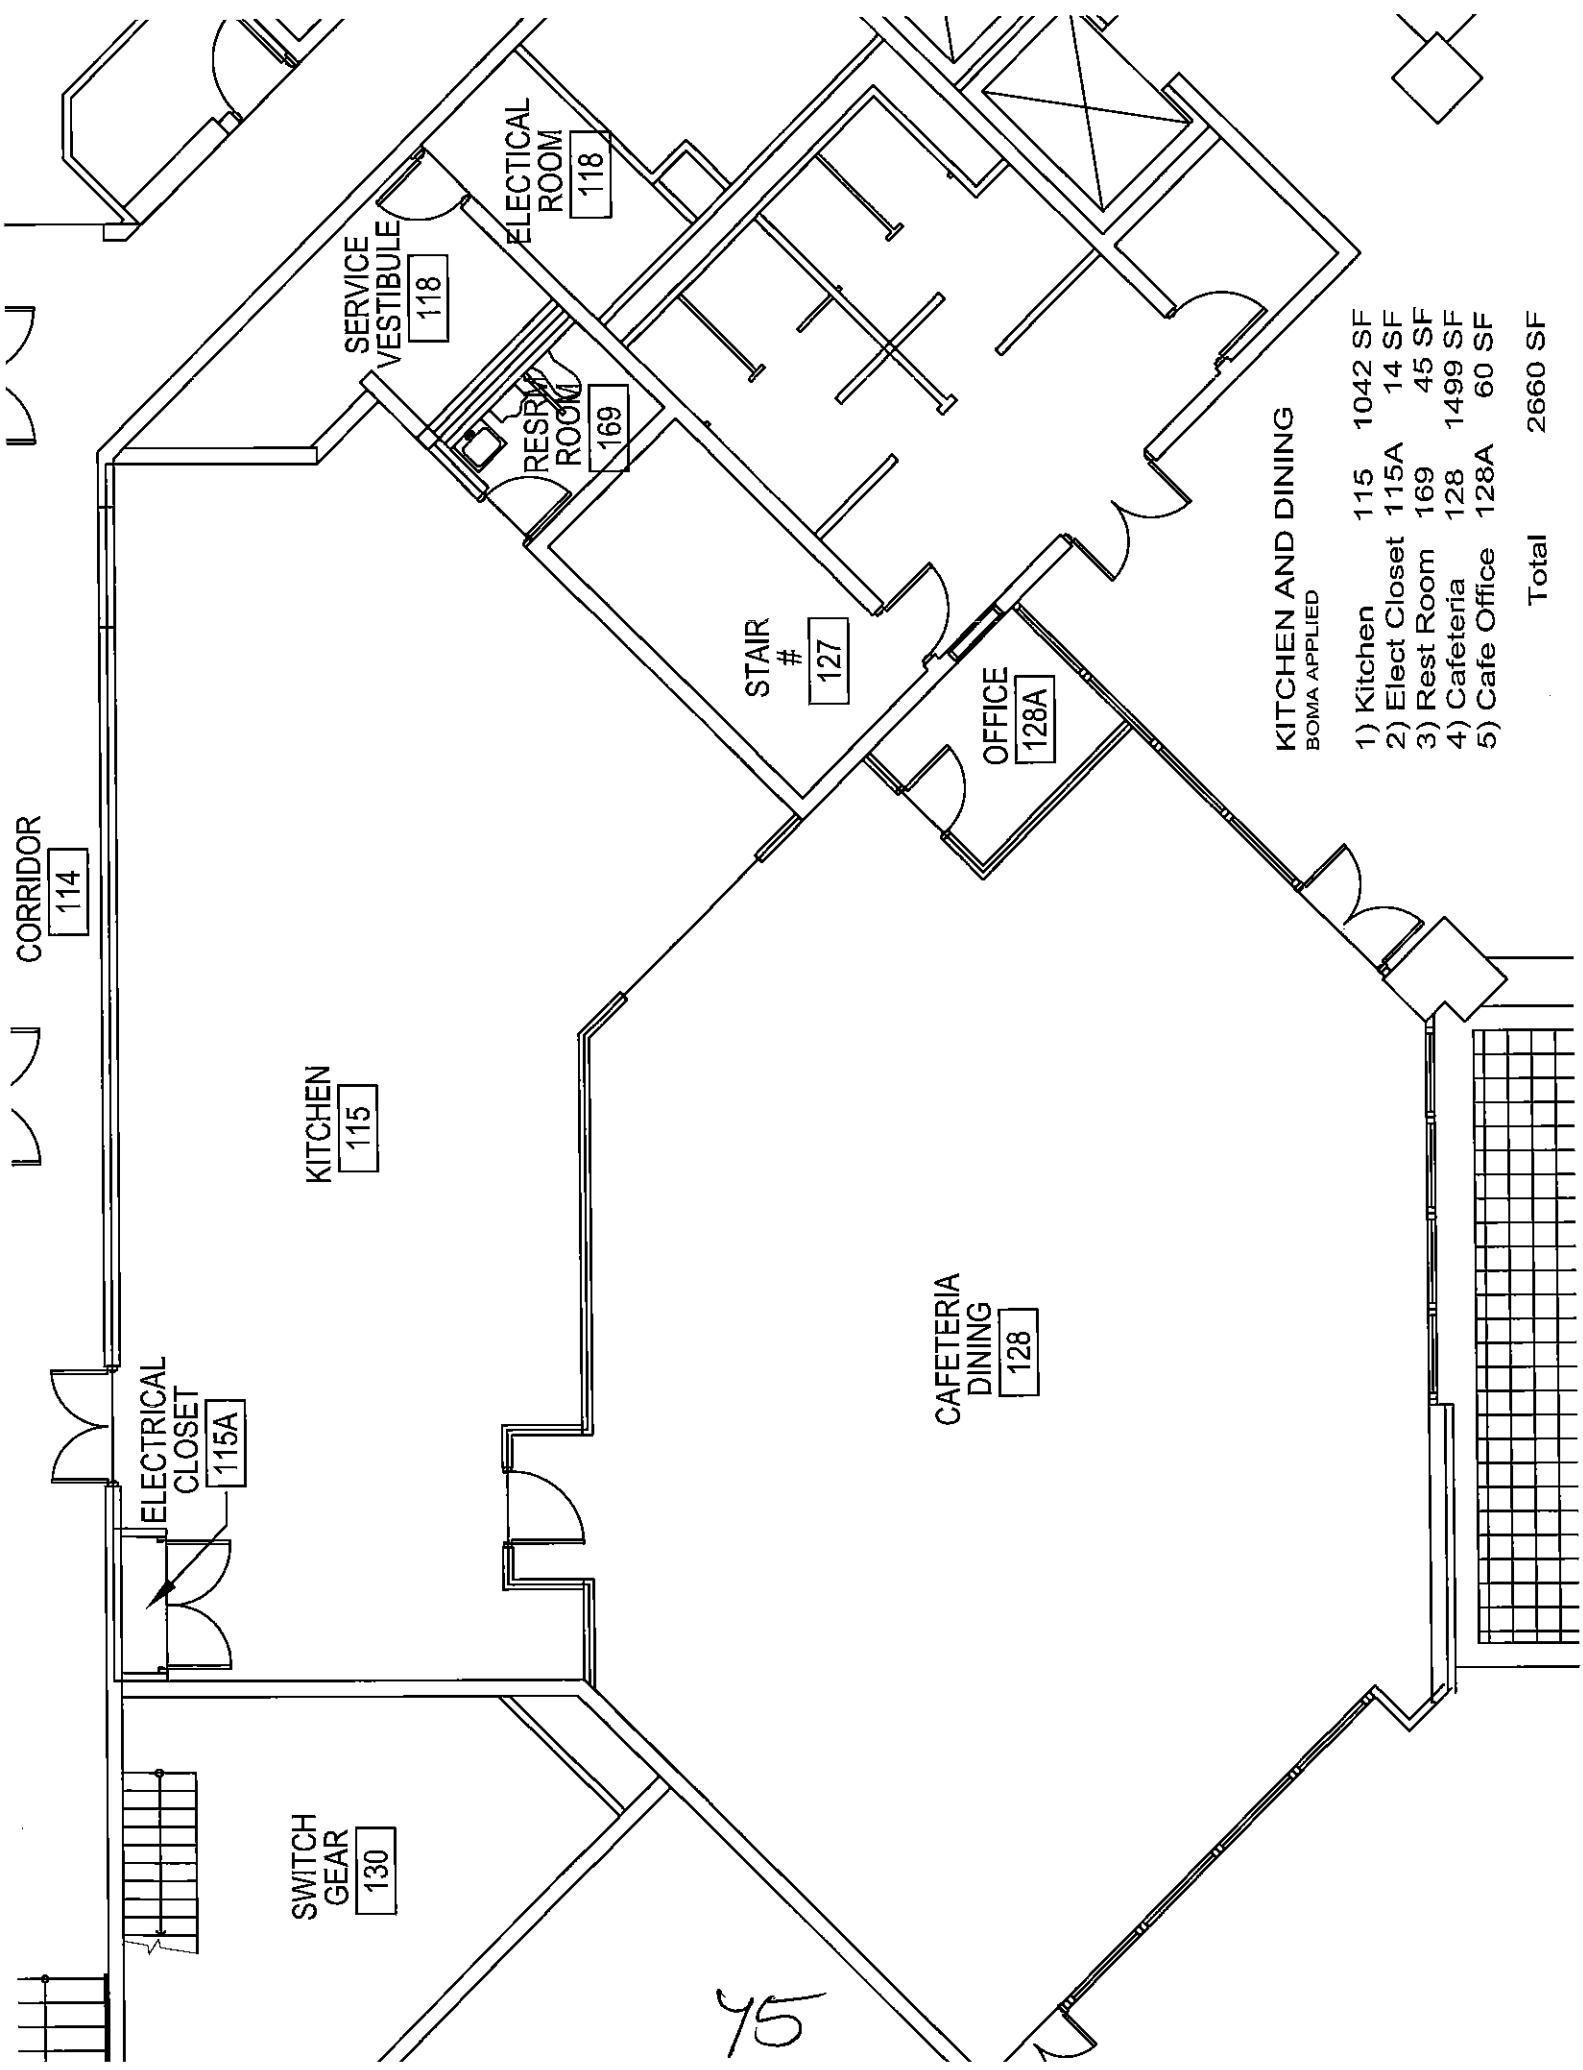 CORRIDOR
114
ELECTRICAL
CLOSET
115A
KITCHEN
115
SERVICE
VESTIBULE
118
ELECTICAL
ROOM
118
ROOM
169
SWITCH
GEAR
130
CAFETERIA
DINING
128
STAIR
#
127
OFFICE
128A
KITCHEN AND DINING
BOMA APPLIED
1) Kitchen 115 1042 SF
2) Elect Closet 115A 14 SF
3) Rest Room 169 45 SF
4) Cafeteria 128 1499 SF
5) Cafe Office 128A 60 SF
Total 2660 SF